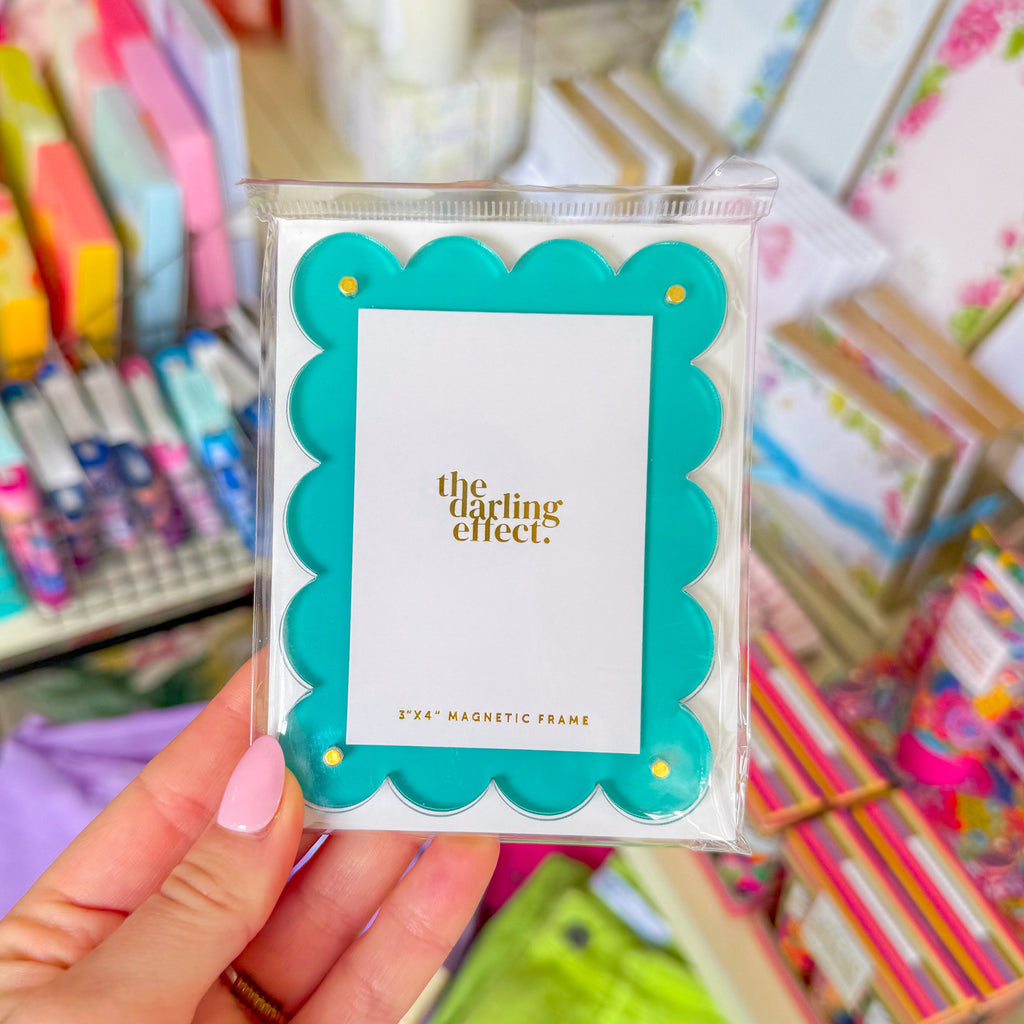 the
darling
effect.
3"X4" MAGNETIC FRAME